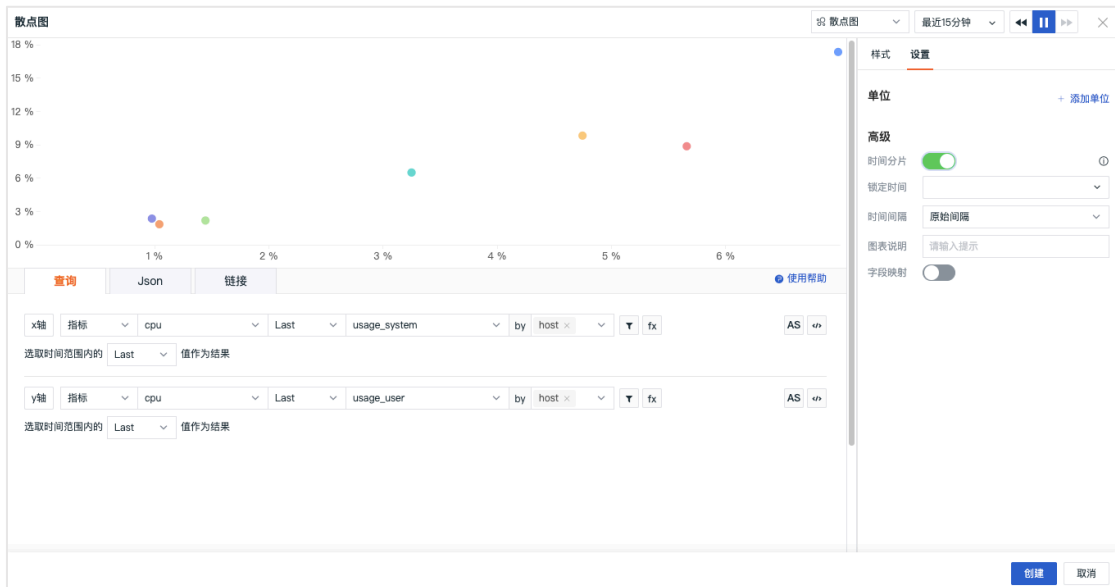 散点图 散点图 最近15分钟
18 %
15 %
12 %
9 %
6 %
3 %
0 %
1 % 2 % 3 % 4 % 5 % 6 %
查询 Json 链接 使用帮助
x轴 指标 cpu Last usage_system by host × fx AS </>
选取时间范围内的 Last 值作为结果
y轴 指标 cpu Last usage_user by host × fx AS </>
选取时间范围内的 Last 值作为结果
样式 设置
单位 + 添加单位
高级
时间分片
锁定时间
时间间隔 原始间隔
图表说明 请输入提示
字段映射
创建 取消